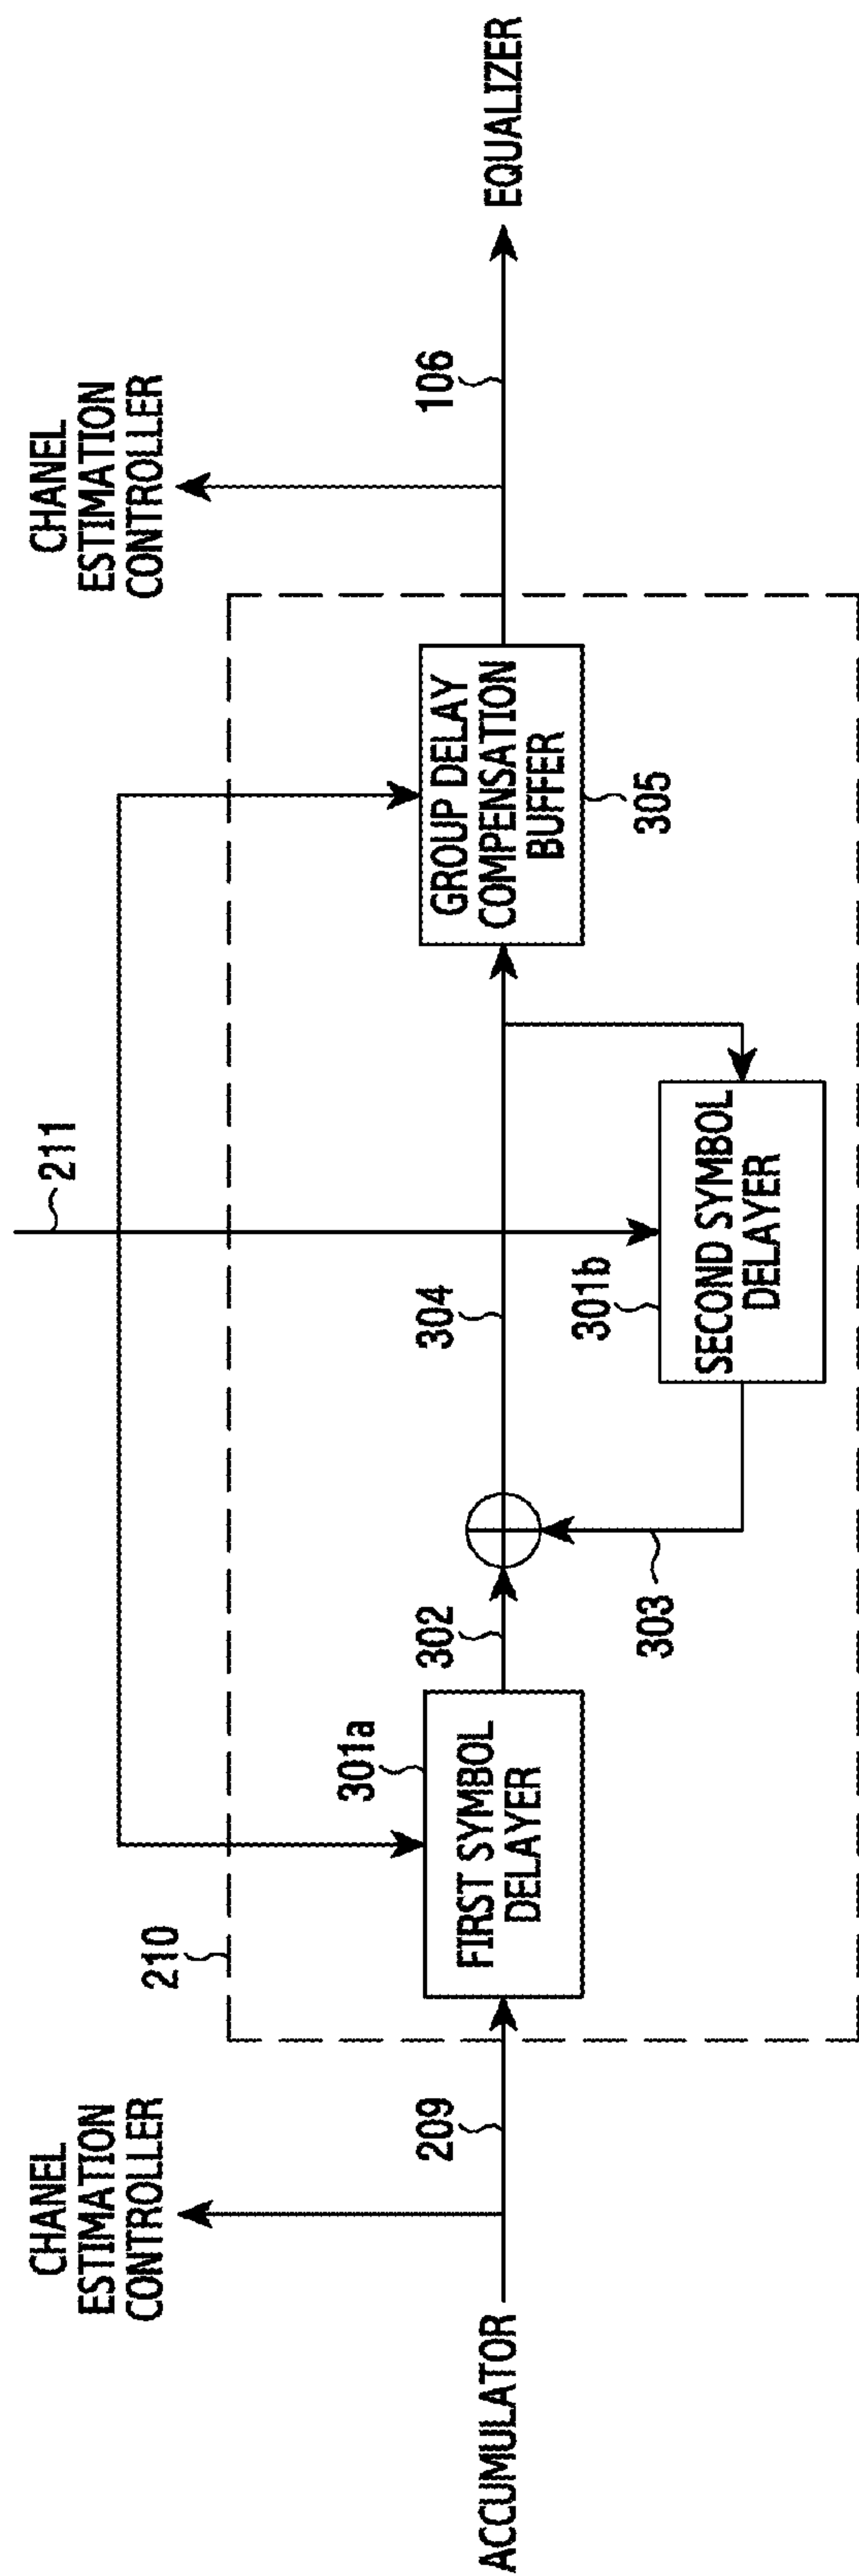 CHANEL
ESTIMATION
CONTROLLER
CHANEL
ESTIMATION
CONTROLLER
210
211
ACCUMULATOR
209
301a
FIRST SYMBOL
DELAYER
302
303
304
301b
SECOND SYMBOL
DELAYER
GROUP DELAY
COMPENSATION
BUFFER
305
106
EQUALIZER